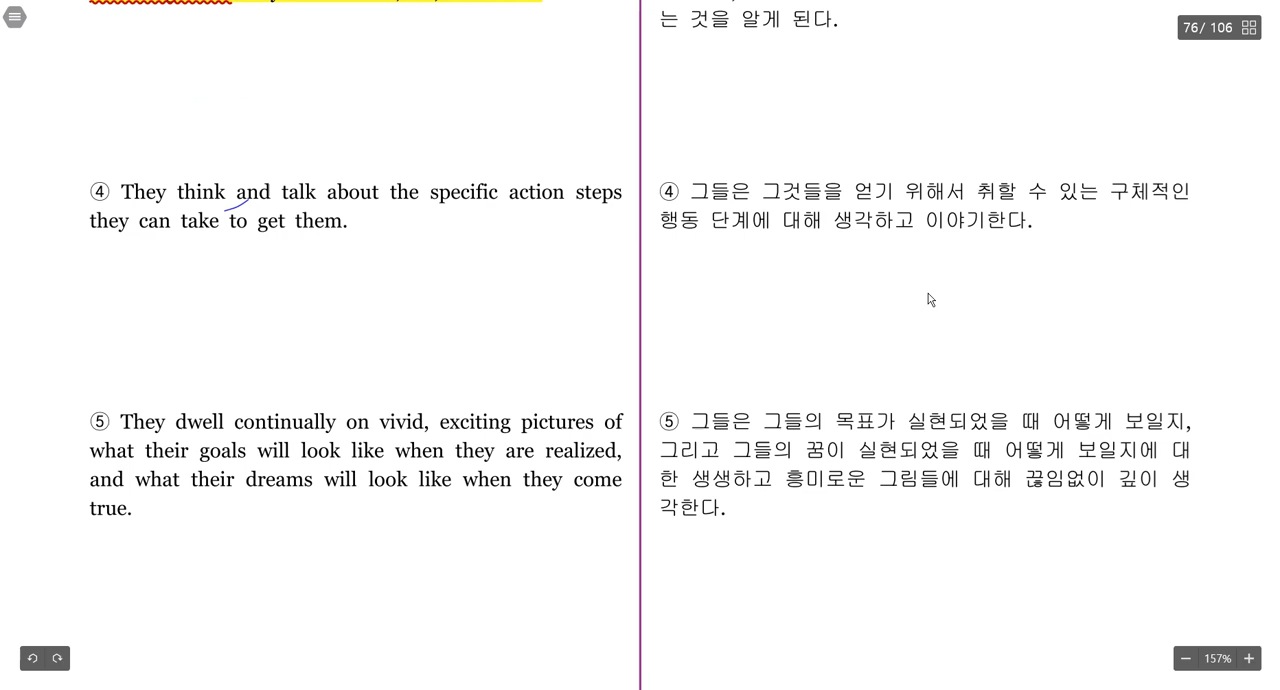 는 것을 알게 된다.
76/ 106
④ They think and talk about the specific action steps
they can take to get them.
④ 그들은 그것들을 얻기 위해서 취할 수 있는 구체적인
행동 단계에 대해 생각하고 이야기한다.
⑤ They dwell continually on vivid, exciting pictures of
what their goals will look like when they are realized,
and what their dreams will look like when they come
true.
⑤ 그들은 그들의 목표가 실현되었을 때 어떻게 보일지,
그리고 그들의 꿈이 실현되었을 때 어떻게 보일지에 대
한 생생하고 흥미로운 그림들에 대해 끊임없이 깊이 생
각한다.
157%